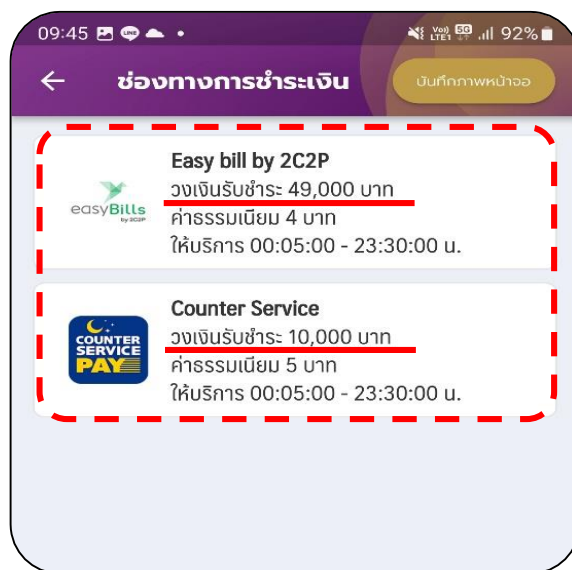 09:45 LINE Vo)) LTE1 5G 92%
ช่องทางการชำระเงิน
บันทึกภาพหน้าจอ
Easy bill by 2C2P
วงเงินรับชำระ 49,000 บาท
ค่าธรรมเนียม 4 บาท
ให้บริการ 00:05:00 - 23:30:00 น.
easyBills
by 2C2P
Counter Service
วงเงินรับชำระ 10,000 บาท
ค่าธรรมเนียม 5 บาท
ให้บริการ 00:05:00 - 23:30:00 น.
COUNTER
SERVICE
PAY